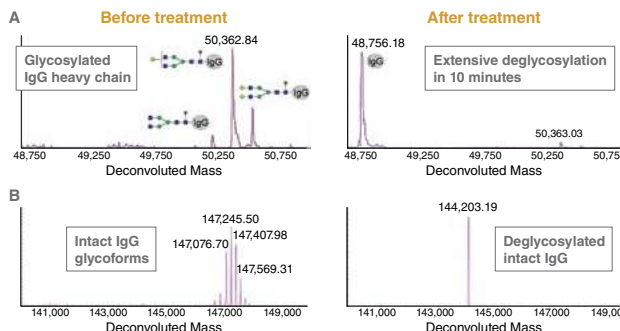 A
Before treatment
After treatment
Glycosylated
IgG heavy chain
50,362.84
IgG
IgG
IgG
48,750 49,250 49,750 50,250 50,750
Deconvoluted Mass
48,756.18
IgG
Extensive deglycosylation
in 10 minutes
50,363.03
48,750 49,250 49,750 50,250 50,75
Deconvoluted Mass
B
Intact IgG
glycoforms
147,245.50
147,076.70
147,407.98
147,569.31
141,000 143,000 145,000 147,000 149,000
Deconvoluted Mass
144,203.19
Deglycosylated
intact IgG
141,000 143,000 145,000 147,000 149,00
Deconvoluted Mass